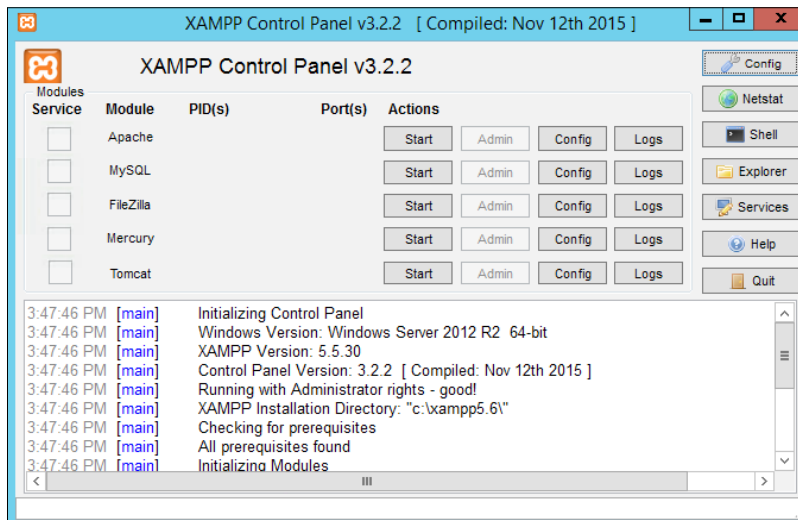 XAMPP Control Panel v3.2.2 [ Compiled: Nov 12th 2015 ]
XAMPP Control Panel v3.2.2
Config
Modules
Service Module PID(s) Port(s) Actions
Netstat
Apache Start Admin Config Logs
Shell
MySQL Start Admin Config Logs
Explorer
FileZilla Start Admin Config Logs
Services
Mercury Start Admin Config Logs
Help
Tomcat Start Admin Config Logs
Quit
3:47:46 PM [main] Initializing Control Panel
3:47:46 PM [main] Windows Version: Windows Server 2012 R2 64-bit
3:47:46 PM [main] XAMPP Version: 5.5.30
3:47:46 PM [main] Control Panel Version: 3.2.2 [ Compiled: Nov 12th 2015 ]
3:47:46 PM [main] Running with Administrator rights - good!
3:47:46 PM [main] XAMPP Installation Directory: "c:\xampp5.6\"
3:47:46 PM [main] Checking for prerequisites
3:47:46 PM [main] All prerequisites found
3:47:46 PM [main] Initializing Modules